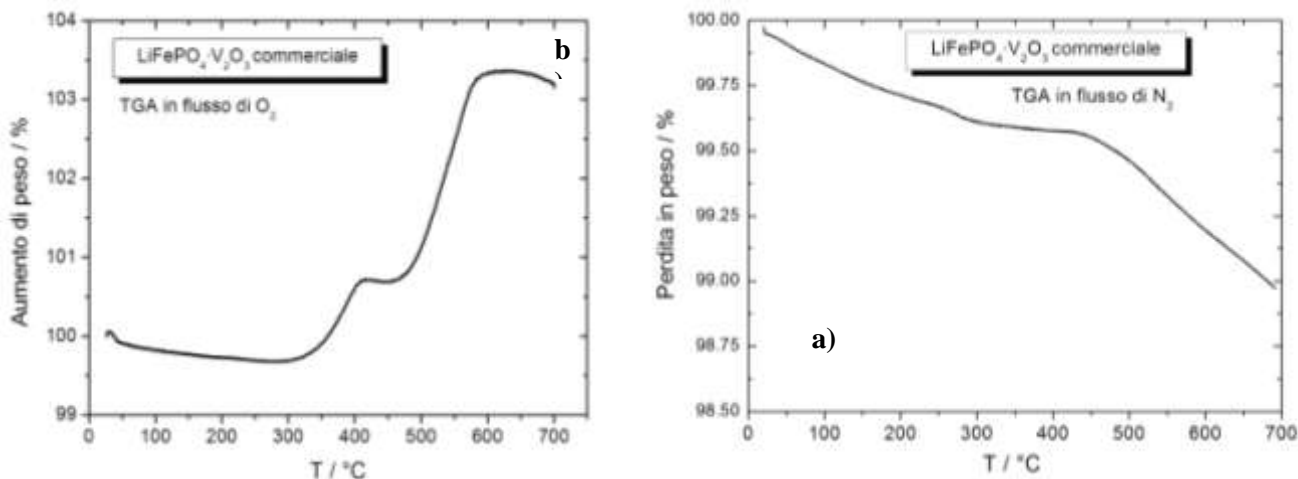 104
103
102
101
100
99
Aumento di peso / %
LiFePO₄·V₂O₃ commerciale
TGA in flusso di O₂
b
)
0 100 200 300 400 500 600 700
T / °C
100.00
99.75
99.50
99.25
99.00
98.75
98.50
Perdita in peso / %
LiFePO₄·V₂O₃ commerciale
TGA in flusso di N₂
a)
0 100 200 300 400 500 600 700
T / °C